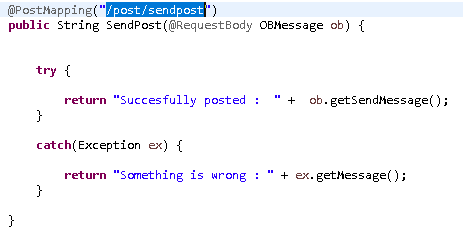 @PostMapping("/post/sendpost")
public String SendPost(@RequestBody OBMessage ob) {
try {
return "Succesfully posted :  " +  ob.getSendMessage();
}
catch(Exception ex) {
return "Something is wrong : " + ex.getMessage();
}
}